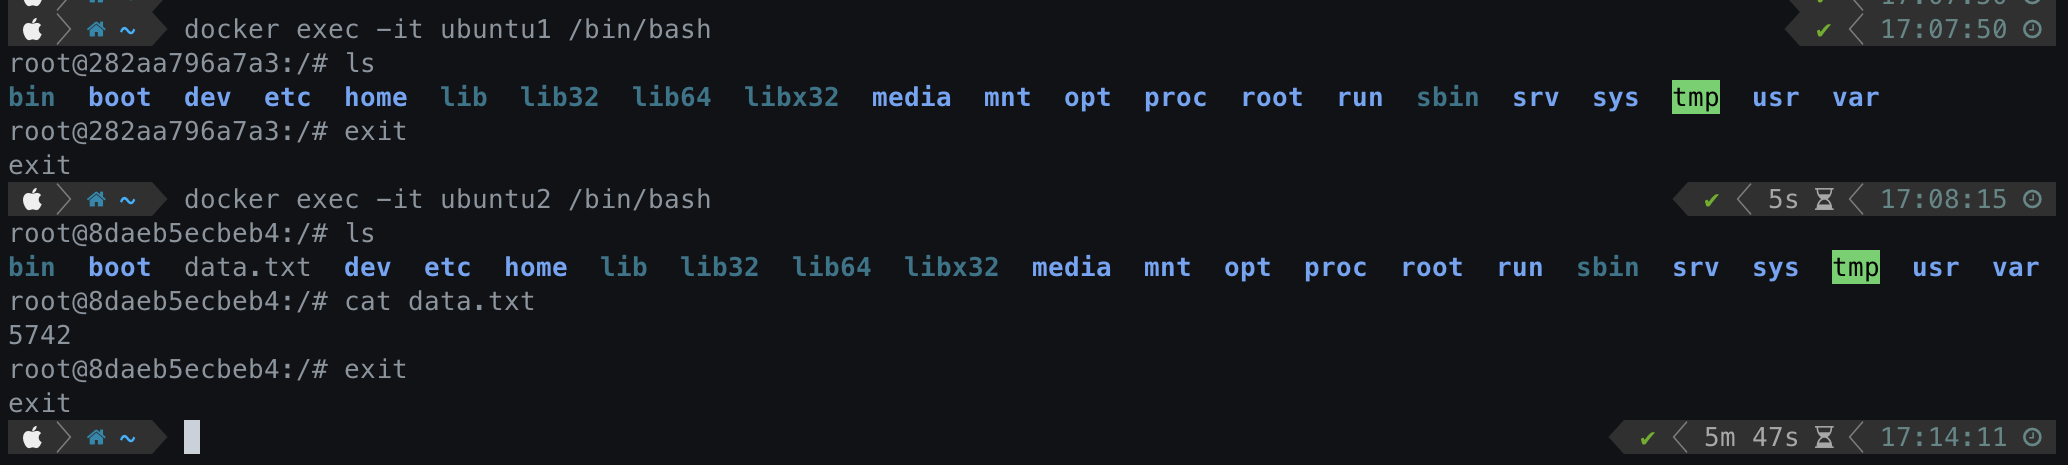 ~ docker exec -it ubuntu1 /bin/bash ✔ 17:07:50
root@282aa796a7a3:/# ls
bin boot dev etc home lib lib32 lib64 libx32 media mnt opt proc root run sbin srv sys tmp usr var
root@282aa796a7a3:/# exit
exit
~ docker exec -it ubuntu2 /bin/bash ✔ 5s 17:08:15
root@8daeb5ecbeb4:/# ls
bin boot data.txt dev etc home lib lib32 lib64 libx32 media mnt opt proc root run sbin srv sys tmp usr var
root@8daeb5ecbeb4:/# cat data.txt
5742
root@8daeb5ecbeb4:/# exit
exit
~ ✔ 5m 47s 17:14:11